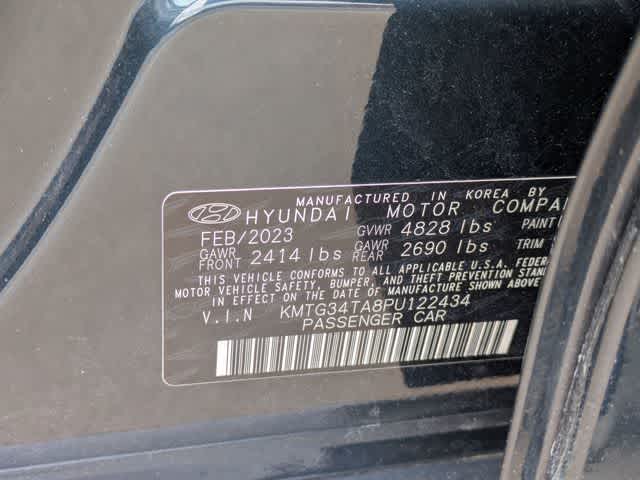 MANUFACTURED IN KOREA BY
HYUNDAI MOTOR COMPA
FEB/2023 GVWR 4828 lbs PAINT
GAWR FRONT 2414 lbs GAWR REAR 2690 lbs TRIM
THIS VEHICLE CONFORMS TO ALL APPLICABLE U.S.A. FEDER
MOTOR VEHICLE SAFETY, BUMPER, AND THEFT PREVENTION STAN
IN EFFECT ON THE DATE OF MANUFACTURE SHOWN ABOVE.
V.I.N KMTG34TA8PU122434
PASSENGER CAR